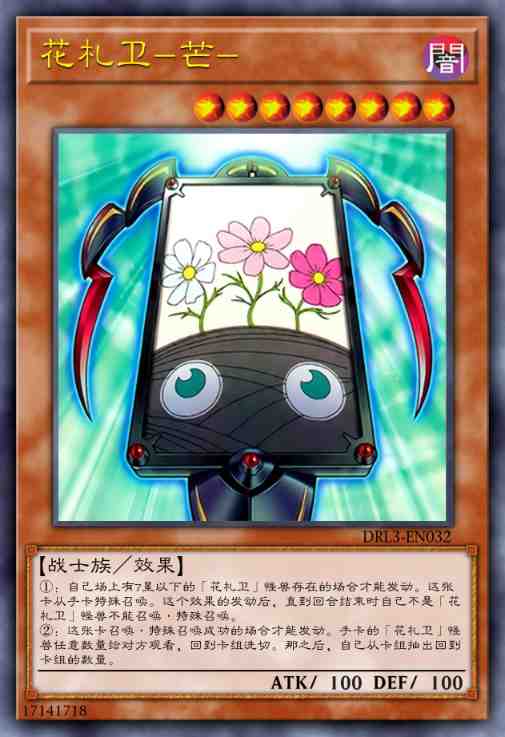 花札卫-芒-
闇
DRL3-EN032
【战士族／效果】
①：自己场上有7星以下的「花札卫」怪兽存在的场合才能发动。这张
卡从手卡特殊召唤。这个效果的发动后，直到回合结束时自己不是「花
札卫」怪兽不能召唤·特殊召唤。
②：这张卡召唤·特殊召唤成功的场合才能发动。手卡的「花札卫」怪
兽任意数量给对方观看，回到卡组洗切。那之后，自己从卡组抽出回到
卡组的数量。
ATK/ 100 DEF/ 100
17141718